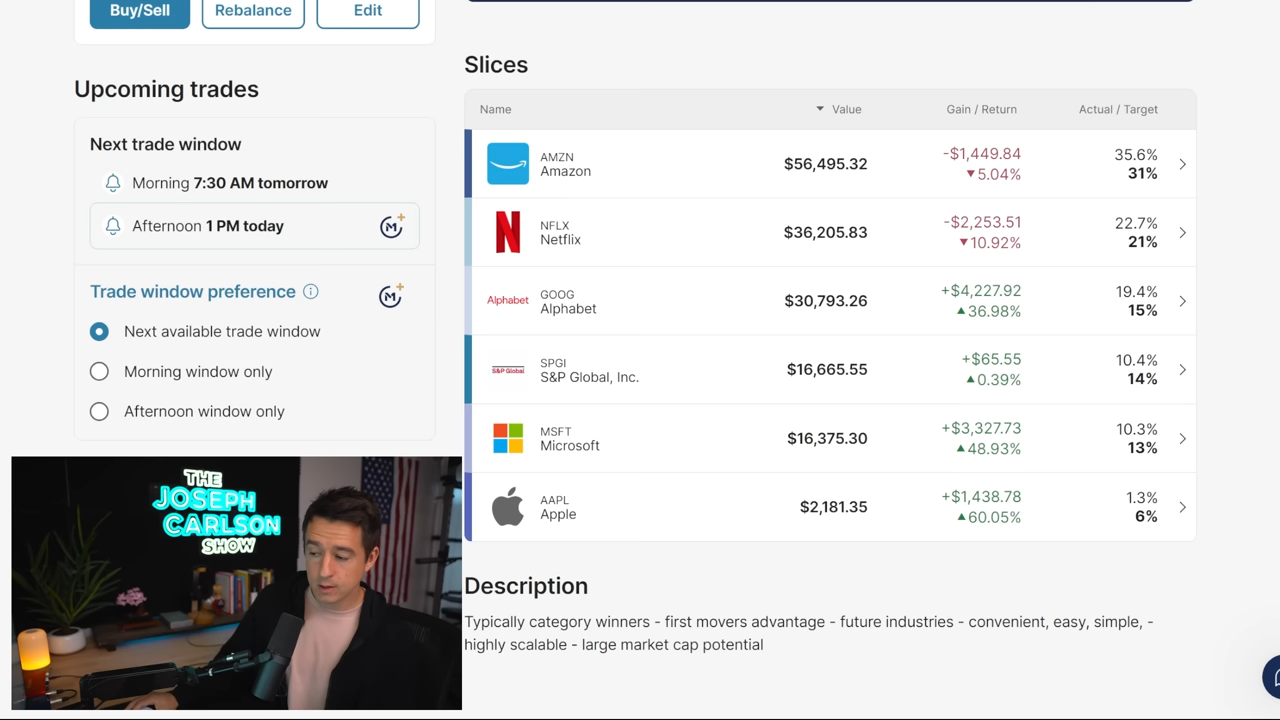 Buy/Sell
Rebalance
Edit
Upcoming trades
Next trade window
Morning 7:30 AM tomorrow
Afternoon 1 PM today
M+
Trade window preference
M+
Next available trade window
Morning window only
Afternoon window only
THE
JOSEPH
CARLSON
SHOW
Slices
Name
Value
Gain / Return
Actual / Target
AMZN
Amazon
$56,495.32
-$1,449.84
▼5.04%
35.6%
31%
N
NFLX
Netflix
$36,205.83
-$2,253.51
▼10.92%
22.7%
21%
Alphabet
GOOG
Alphabet
$30,793.26
+$4,227.92
▲36.98%
19.4%
15%
S&P Global
SPGI
S&P Global, Inc.
$16,665.55
+$65.55
▲0.39%
10.4%
14%
MSFT
Microsoft
$16,375.30
+$3,327.73
▲48.93%
10.3%
13%
AAPL
Apple
$2,181.35
+$1,438.78
▲60.05%
1.3%
6%
Description
Typically category winners - first movers advantage - future industries - convenient, easy, simple, -
highly scalable - large market cap potential